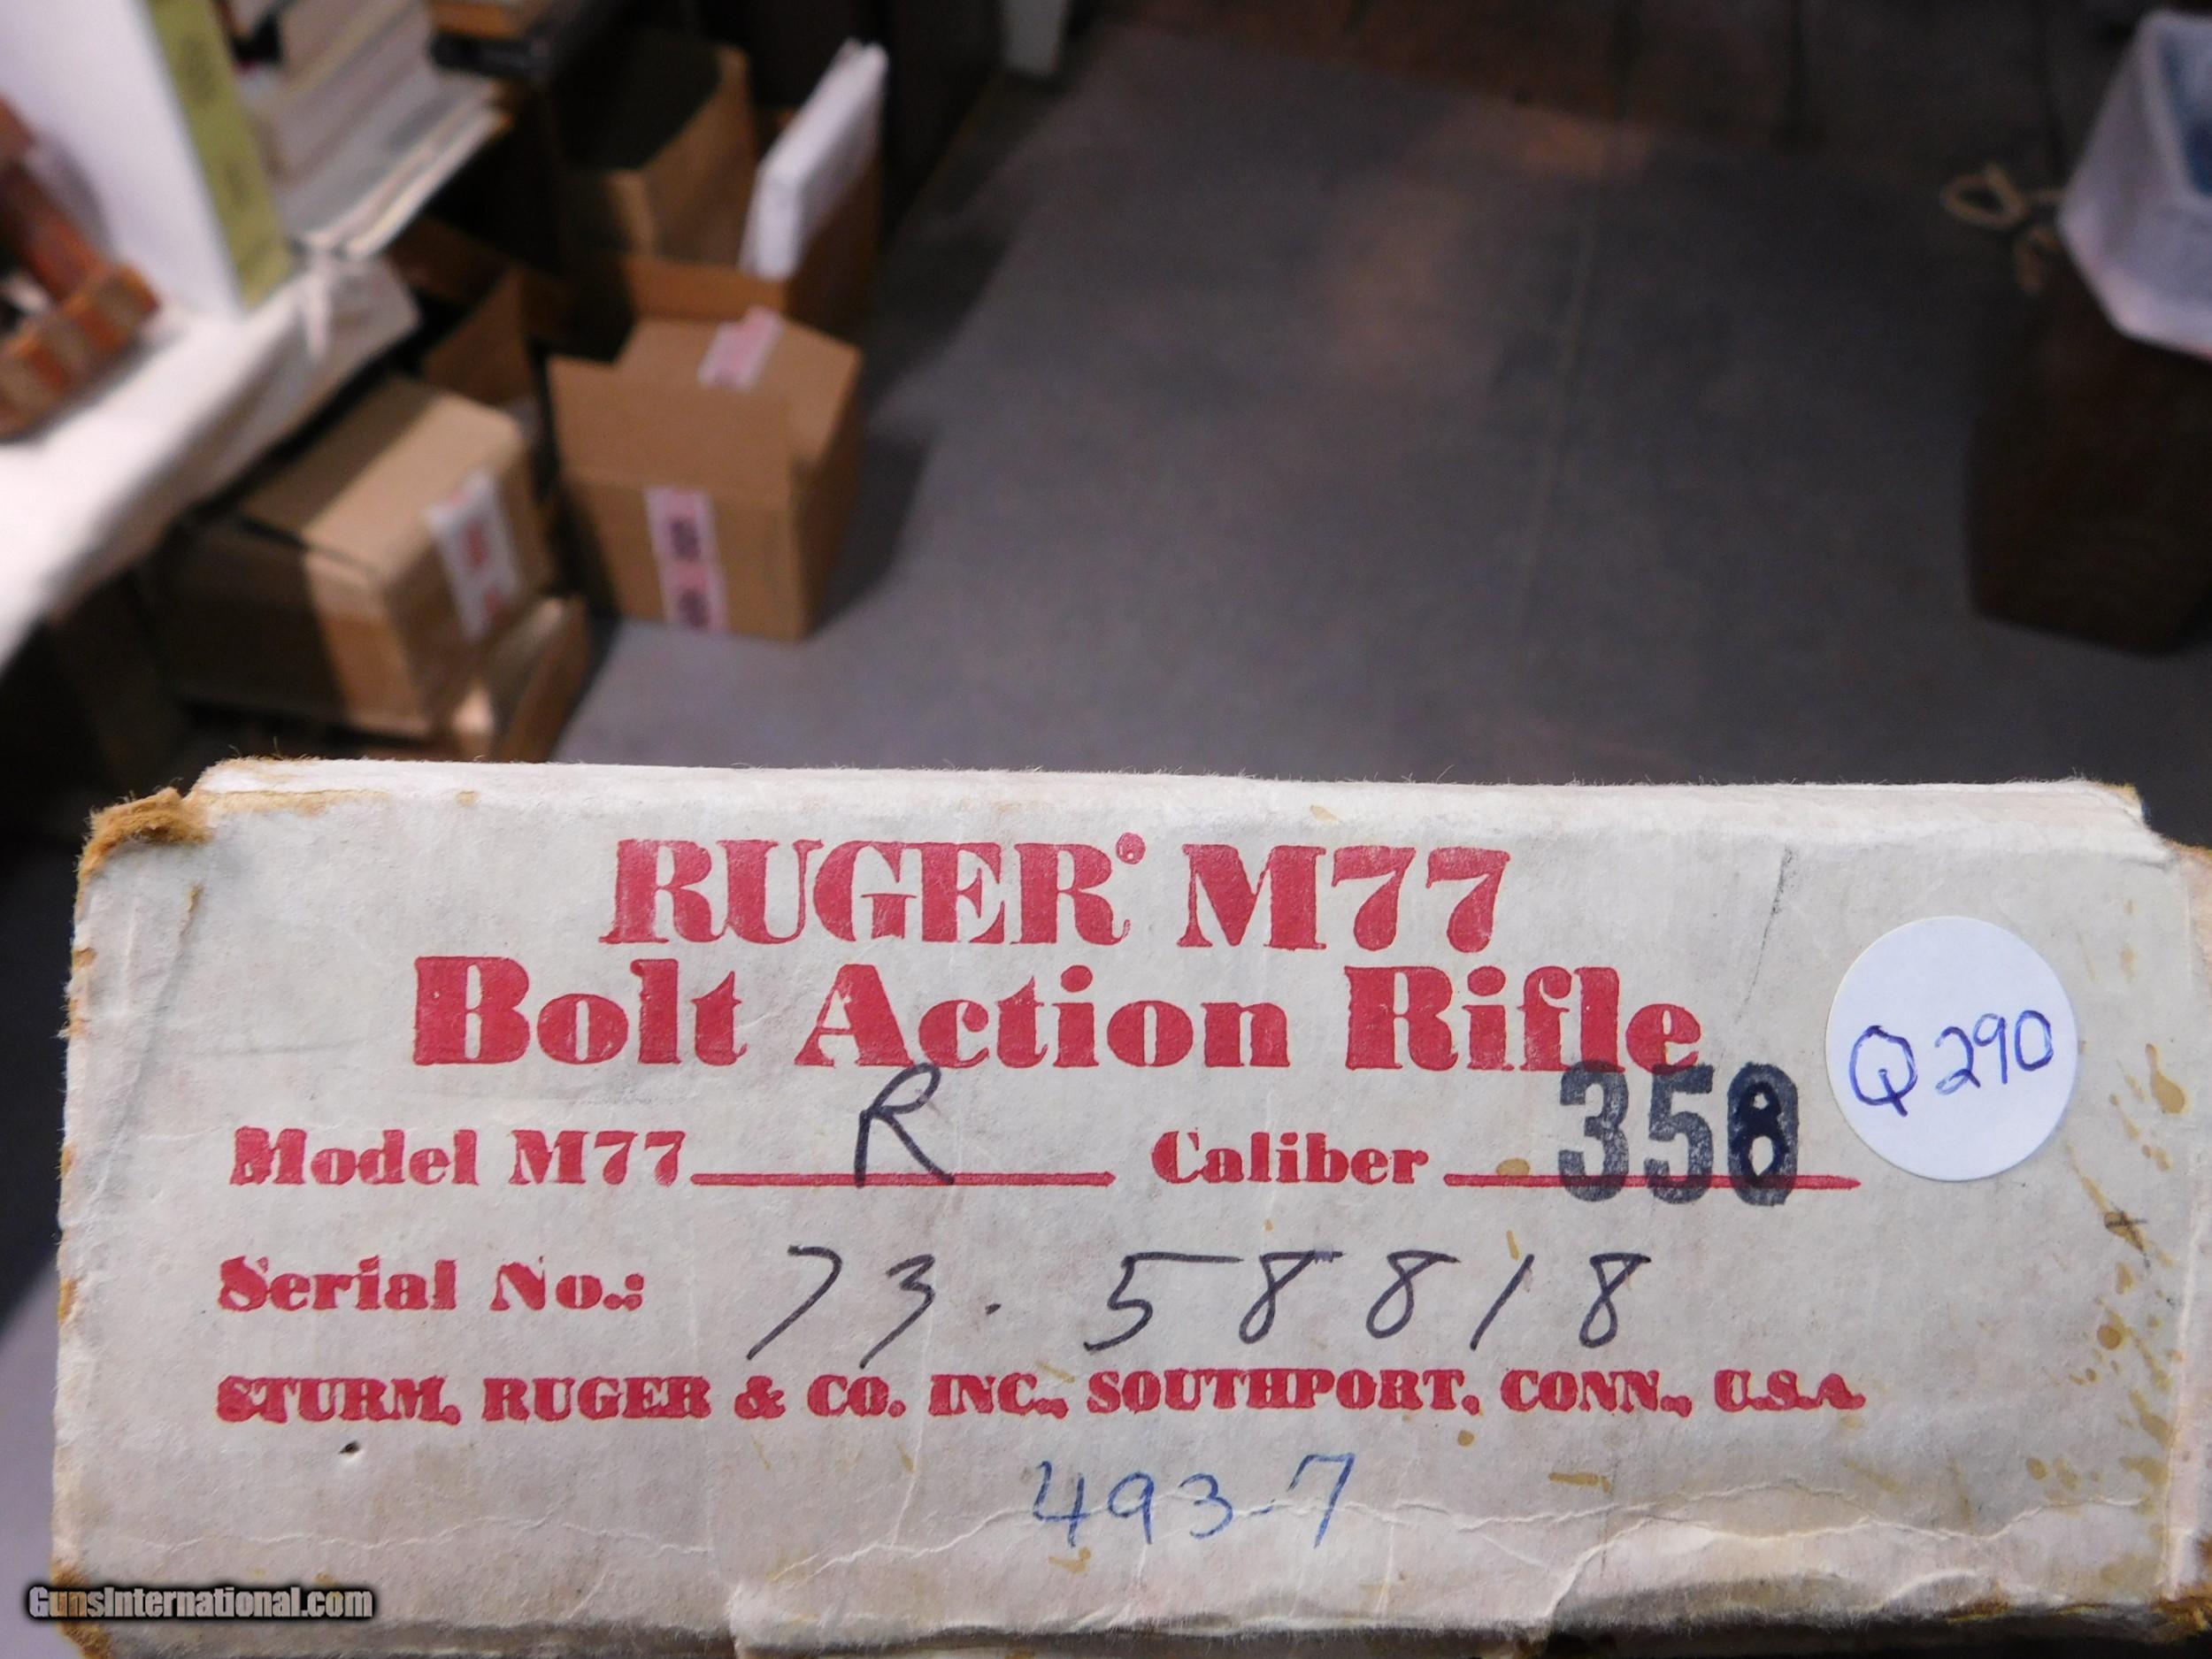 RUGER® M77
Bolt Action Rifle
Model M77 R Caliber 358
Q290
Serial No.: 73.58818
STURM, RUGER & CO. INC., SOUTHPORT, CONN., U.S.A.
493-7
GunsInternational.com